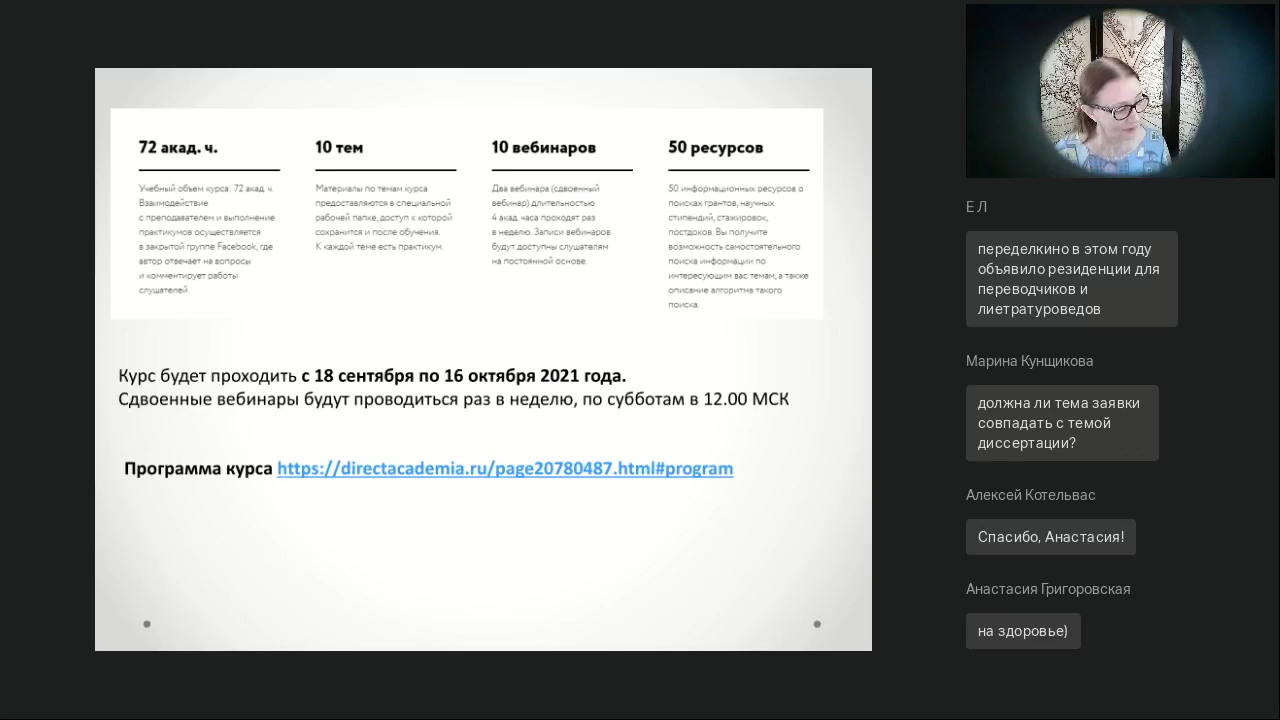 72 акад. ч.
Учебный объем курса: 72 акад. ч.
Взаимодействие
с преподавателем и выполнение
практикумов осуществляется
в закрытой группе Facebook, где
автор отвечает на вопросы
и комментирует работы
слушателей.
10 тем
Материалы по темам курса
предоставляются в специальной
рабочей папке, доступ к которой
сохранится и после обучения.
К каждой теме есть практикум.
10 вебинаров
Два вебинара (сдвоенный
вебинар) длительностью
4 акад. часа проходят раз
в неделю. Записи вебинаров
будут доступны слушателям
на постоянной основе.
50 ресурсов
50 информационных ресурсов о
поисках грантов, научных
стипендий, стажировок,
постдоков. Вы получите
возможность самостоятельного
поиска информации по
интересующим вас темам, а также
описание алгоритма такого
поиска.
Курс будет проходить с 18 сентября по 16 октября 2021 года.
Сдвоенные вебинары будут проводиться раз в неделю, по субботам в 12.00 МСК
Программа курса https://directacademia.ru/page20780487.html#program
Е Л
переделкино в этом году
объявило резиденции для
переводчиков и
лиетратуроведов
Марина Кунщикова
должна ли тема заявки
совпадать с темой
диссертации?
Алексей Котельвас
Спасибо, Анастасия!
Анастасия Григоровская
на здоровье)